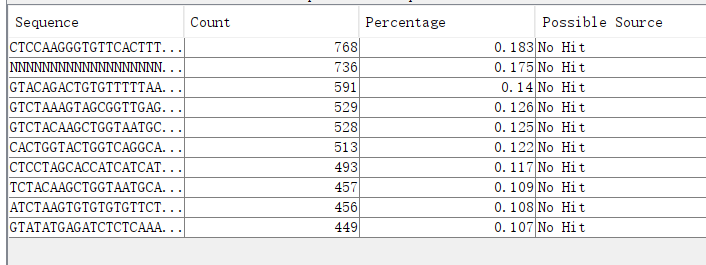 Sequence Count Percentage Possible Source
CTCCAAGGGTGTTCACTTT... 768 0.183 No Hit
NNNNNNNNNNNNNNNNNNN... 736 0.175 No Hit
GTACAGACTGTGTTTTTAA... 591 0.14 No Hit
GTCTAAAGTAGCGGTTGAG... 529 0.126 No Hit
GTCTACAAGCTGGTAATGC... 528 0.125 No Hit
CACTGGTACTGGTCAGGCA... 513 0.122 No Hit
CTCCTAGCACCATCATCAT... 493 0.117 No Hit
TCTACAAGCTGGTAATGCA... 457 0.109 No Hit
ATCTAAGTGTGTGTGTTCT... 456 0.108 No Hit
GTATATGAGATCTCTCAAA... 449 0.107 No Hit